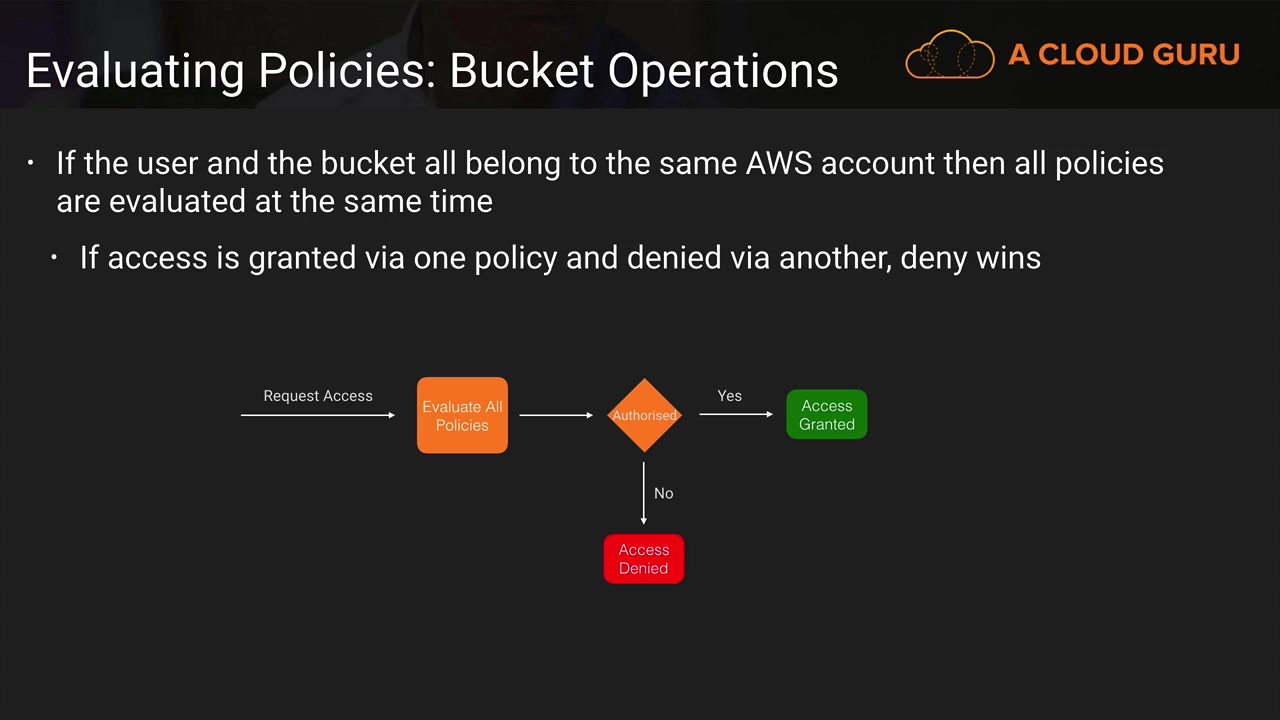 Evaluating Policies: Bucket Operations
A CLOUD GURU
• If the user and the bucket all belong to the same AWS account then all policies
are evaluated at the same time
• If access is granted via one policy and denied via another, deny wins
Request Access
Evaluate All
Policies
Authorised
Yes
Access
Granted
No
Access
Denied